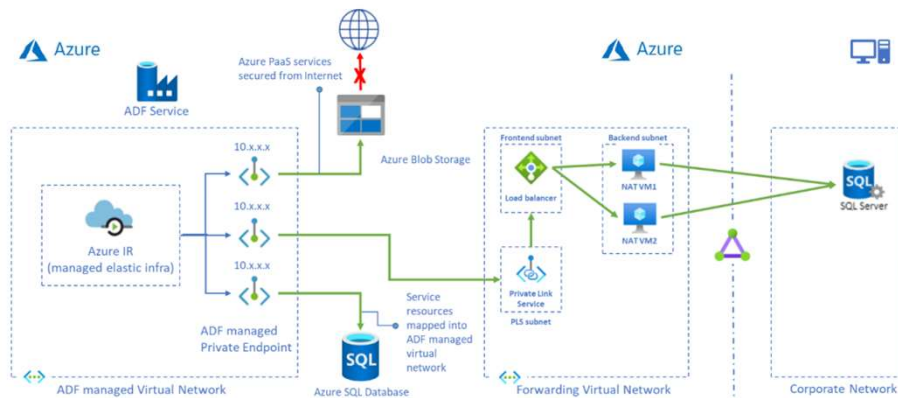 Azure
ADF Service
Azure PaaS services
secured from Internet
Azure Blob Storage
10.x.x.x
10.x.x.x
10.x.x.x
Azure IR
(managed elastic infra)
ADF managed
Private Endpoint
ADF managed Virtual Network
SQL
Azure SQL Database
Service
resources
mapped into
ADF managed
virtual
network
Azure
Frontend subnet
Load balancer
Backend subnet
NAT VM1
NAT VM2
Private Link
Service
PLS subnet
Forwarding Virtual Network
SQL
SQL Server
Corporate Network